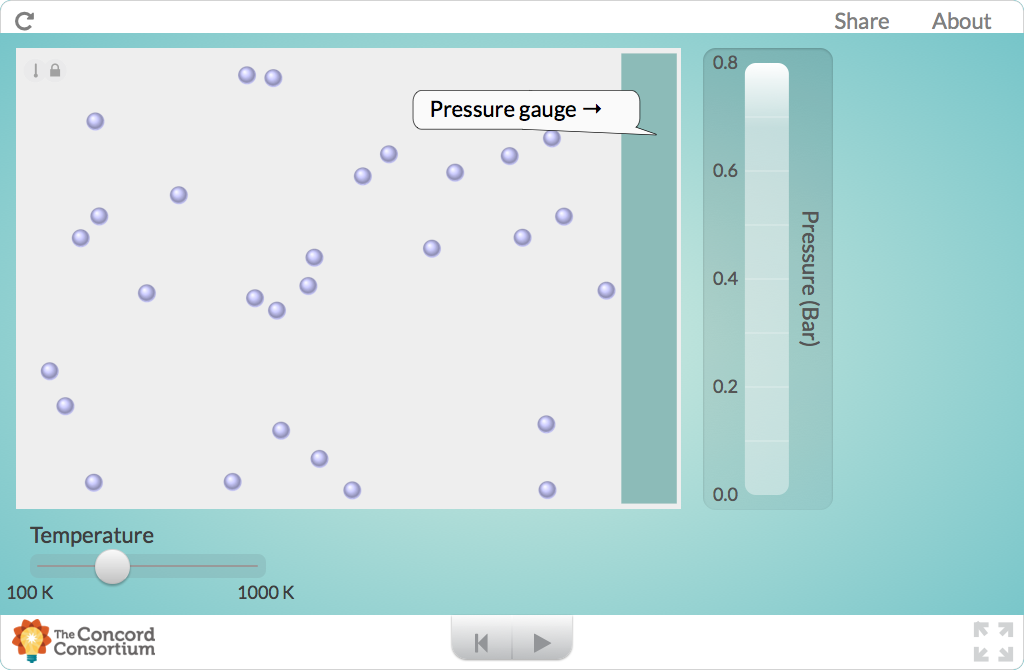 Share About
Pressure gauge →
0.8
0.6
0.4
0.2
0.0
Pressure (Bar)
Temperature
100 K 1000 K
The Concord
Consortium